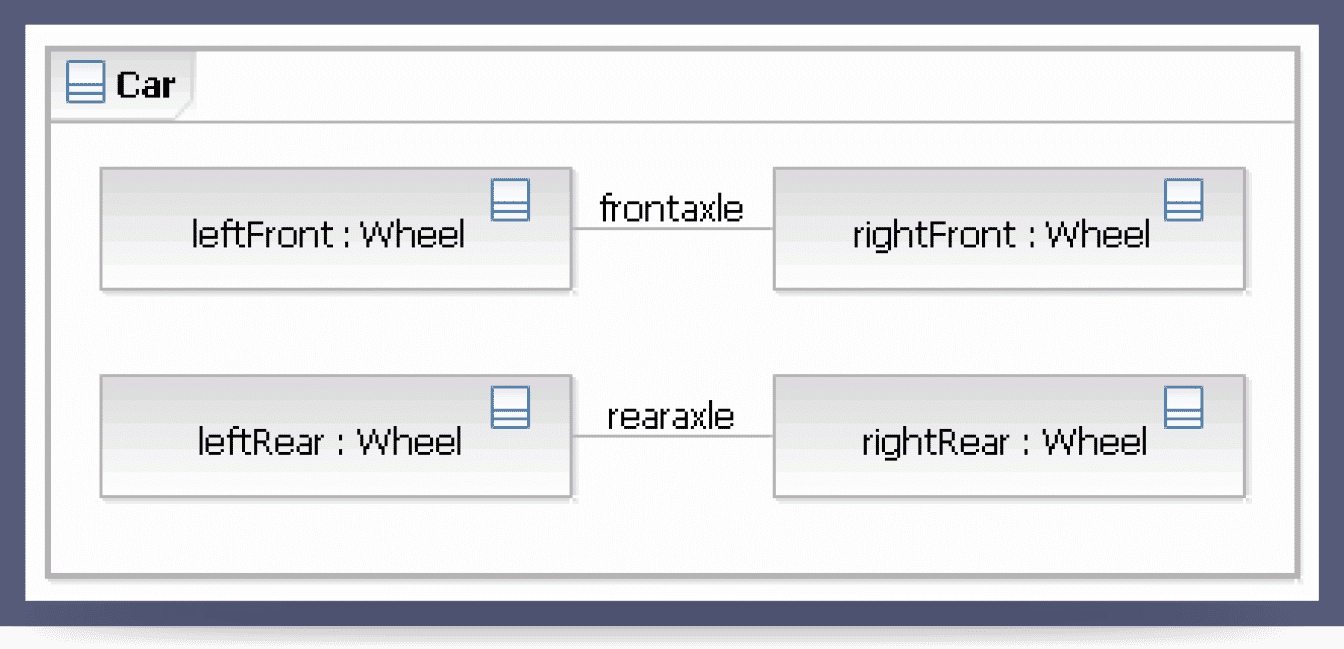 Car
leftFront : Wheel
frontaxle
rightFront : Wheel
leftRear : Wheel
rearaxle
rightRear : Wheel